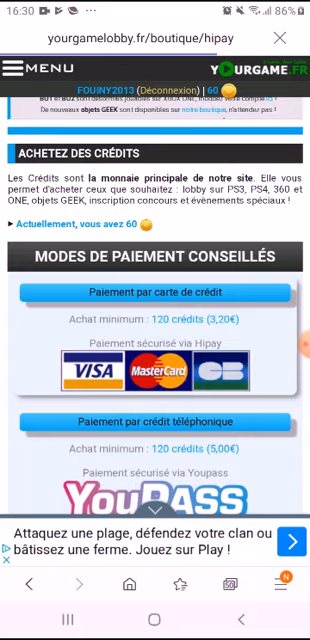 16:30
86%
yourgamelobby.fr/boutique/hipay
MENU
YOURGAME.FR
FOUINY2013 (Déconnexion) | 60
De nouveaux objets GEEK sont disponibles sur notre boutique, n'attendez pas !
ACHETEZ DES CRÉDITS
Les Crédits sont la monnaie principale de notre site. Elle vous
permet d'acheter ceux que souhaitez : lobby sur PS3, PS4, 360 et
ONE, objets GEEK, inscription concours et évènements spéciaux !
Actuellement, vous avez 60
MODES DE PAIEMENT CONSEILLÉS
Paiement par carte de crédit
Achat minimum : 120 crédits (3,20€)
Paiement sécurisé via Hipay
VISA MasterCard CB
Paiement par crédit téléphonique
Achat minimum : 120 crédits (5,00€)
Paiement sécurisé via Youpass
YouPASS
Attaquez une plage, défendez votre clan ou
bâtissez une ferme. Jouez sur Play !
N